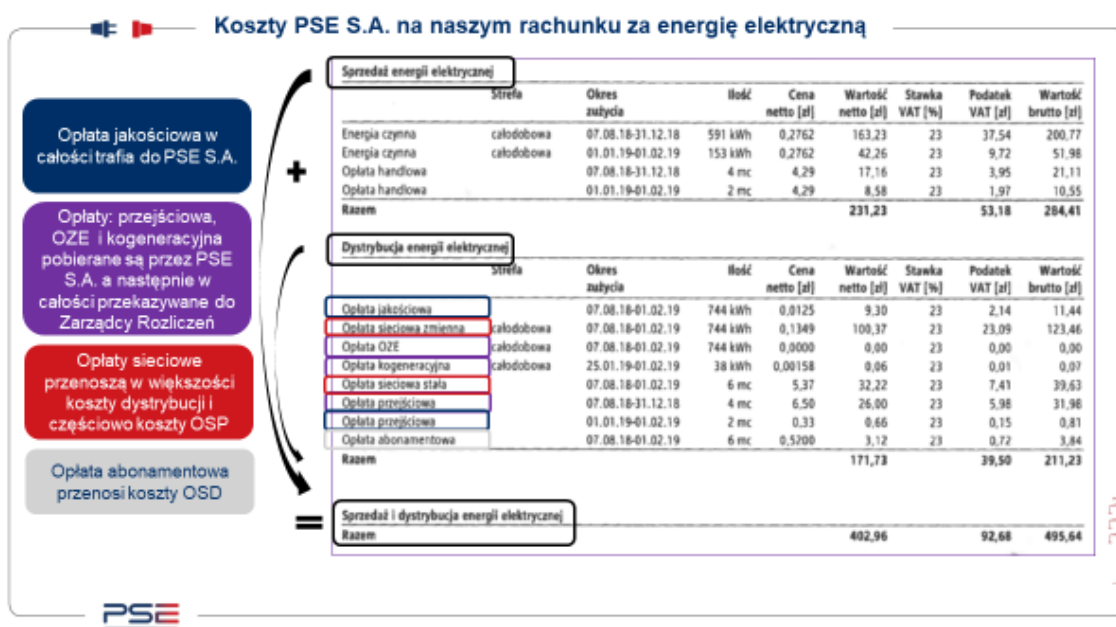 Koszty PSE S.A. na naszym rachunku za energię elektryczną
Opłata jakościowa w
całości trafia do PSE S.A.
Opłaty: przejściowa,
OZE i kogeneracyjna
pobierane są przez PSE
S.A. a następnie w
całości przekazywane do
Zarządcy Rozliczeń
Opłaty sieciowe
przenoszą w większości
koszty dystrybucji i
częściowo koszty OSP
Opłata abonamentowa
przenosi koszty OSD
+
=
Sprzedaż energii elektrycznej
Strefa Okres zużycia Ilość Cena netto [zł] Wartość netto [zł] Stawka VAT [%] Podatek VAT [zł] Wartość brutto [zł]
Energia czynna całodobowa 07.08.18-31.12.18 591 kWh 0,2762 163,23 23 37,54 200,77
Energia czynna całodobowa 01.01.19-01.02.19 153 kWh 0,2762 42,26 23 9,72 51,98
Opłata handlowa 07.08.18-31.12.18 4 mc 4,29 17,16 23 3,95 21,11
Opłata handlowa 01.01.19-01.02.19 2 mc 4,29 8,58 23 1,97 10,55
Razem 231,23 53,18 284,41
Dystrybucja energii elektrycznej
Strefa Okres zużycia Ilość Cena netto [zł] Wartość netto [zł] Stawka VAT [%] Podatek VAT [zł] Wartość brutto [zł]
Opłata jakościowa 07.08.18-01.02.19 744 kWh 0,0125 9,30 23 2,14 11,44
Opłata sieciowa zmienna całodobowa 07.08.18-01.02.19 744 kWh 0,1349 100,37 23 23,09 123,46
Opłata OZE całodobowa 07.08.18-01.02.19 744 kWh 0,0000 0,00 23 0,00 0,00
Opłata kogeneracyjna całodobowa 25.01.19-01.02.19 38 kWh 0,00158 0,06 23 0,01 0,07
Opłata sieciowa stała 07.08.18-01.02.19 6 mc 5,37 32,22 23 7,41 39,63
Opłata przejściowa 07.08.18-31.12.18 4 mc 6,50 26,00 23 5,98 31,98
Opłata przejściowa 01.01.19-01.02.19 2 mc 0,33 0,66 23 0,15 0,81
Opłata abonamentowa 07.08.18-01.02.19 6 mc 0,5200 3,12 23 0,72 3,84
Razem 171,73 39,50 211,23
Sprzedaż i dystrybucja energii elektrycznej
Razem 402,96 92,68 495,64
PSE